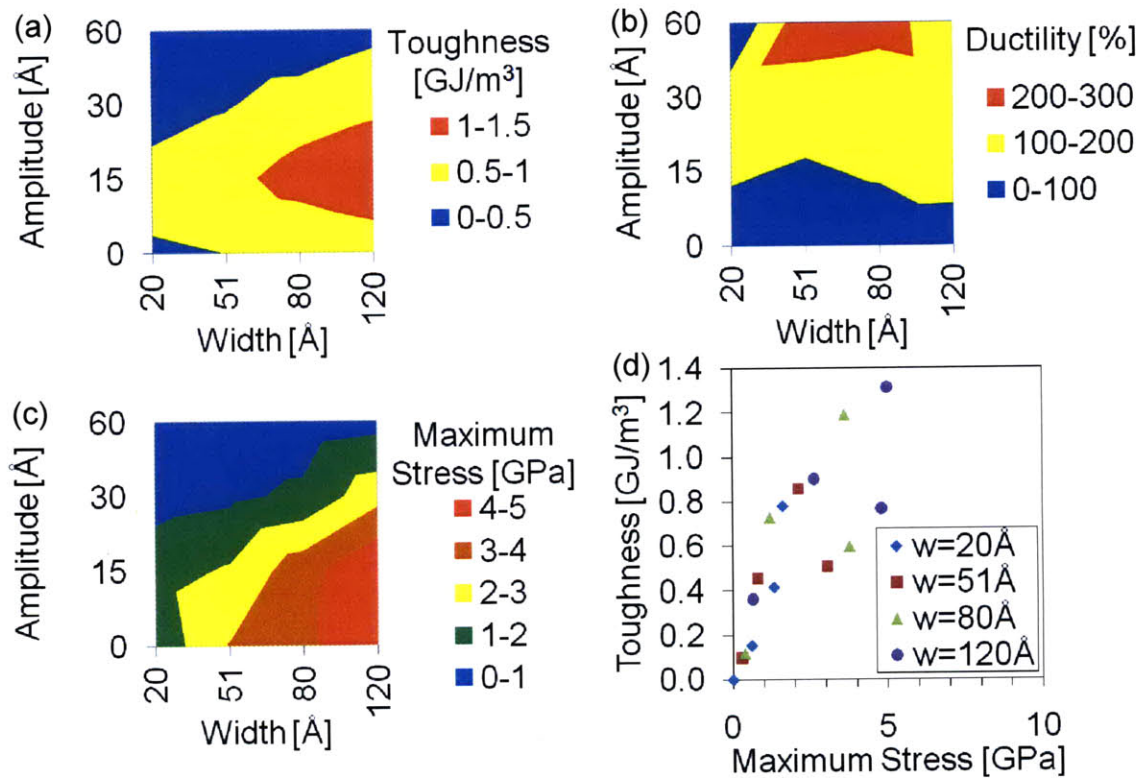 (a)
60
45
30
15
0
Amplitude [Å]
20
51
80
120
Width [Å]
Toughness
[GJ/m³]
1-1.5
0.5-1
0-0.5
(b)
60
45
30
15
0
Amplitude [Å]
20
51
80
120
Width [Å]
Ductility [%]
200-300
100-200
0-100
(c)
60
30
15
0
Amplitude [Å]
20
51
80
120
Width [Å]
Maximum
Stress [GPa]
4-5
3-4
2-3
1-2
0-1
(d)
1.4
1.2
1.0
0.8
0.6
0.4
0.2
0.0
Toughness [GJ/m³]
0
5
10
Maximum Stress [GPa]
w=20Å
w=51Å
w=80Å
w=120Å